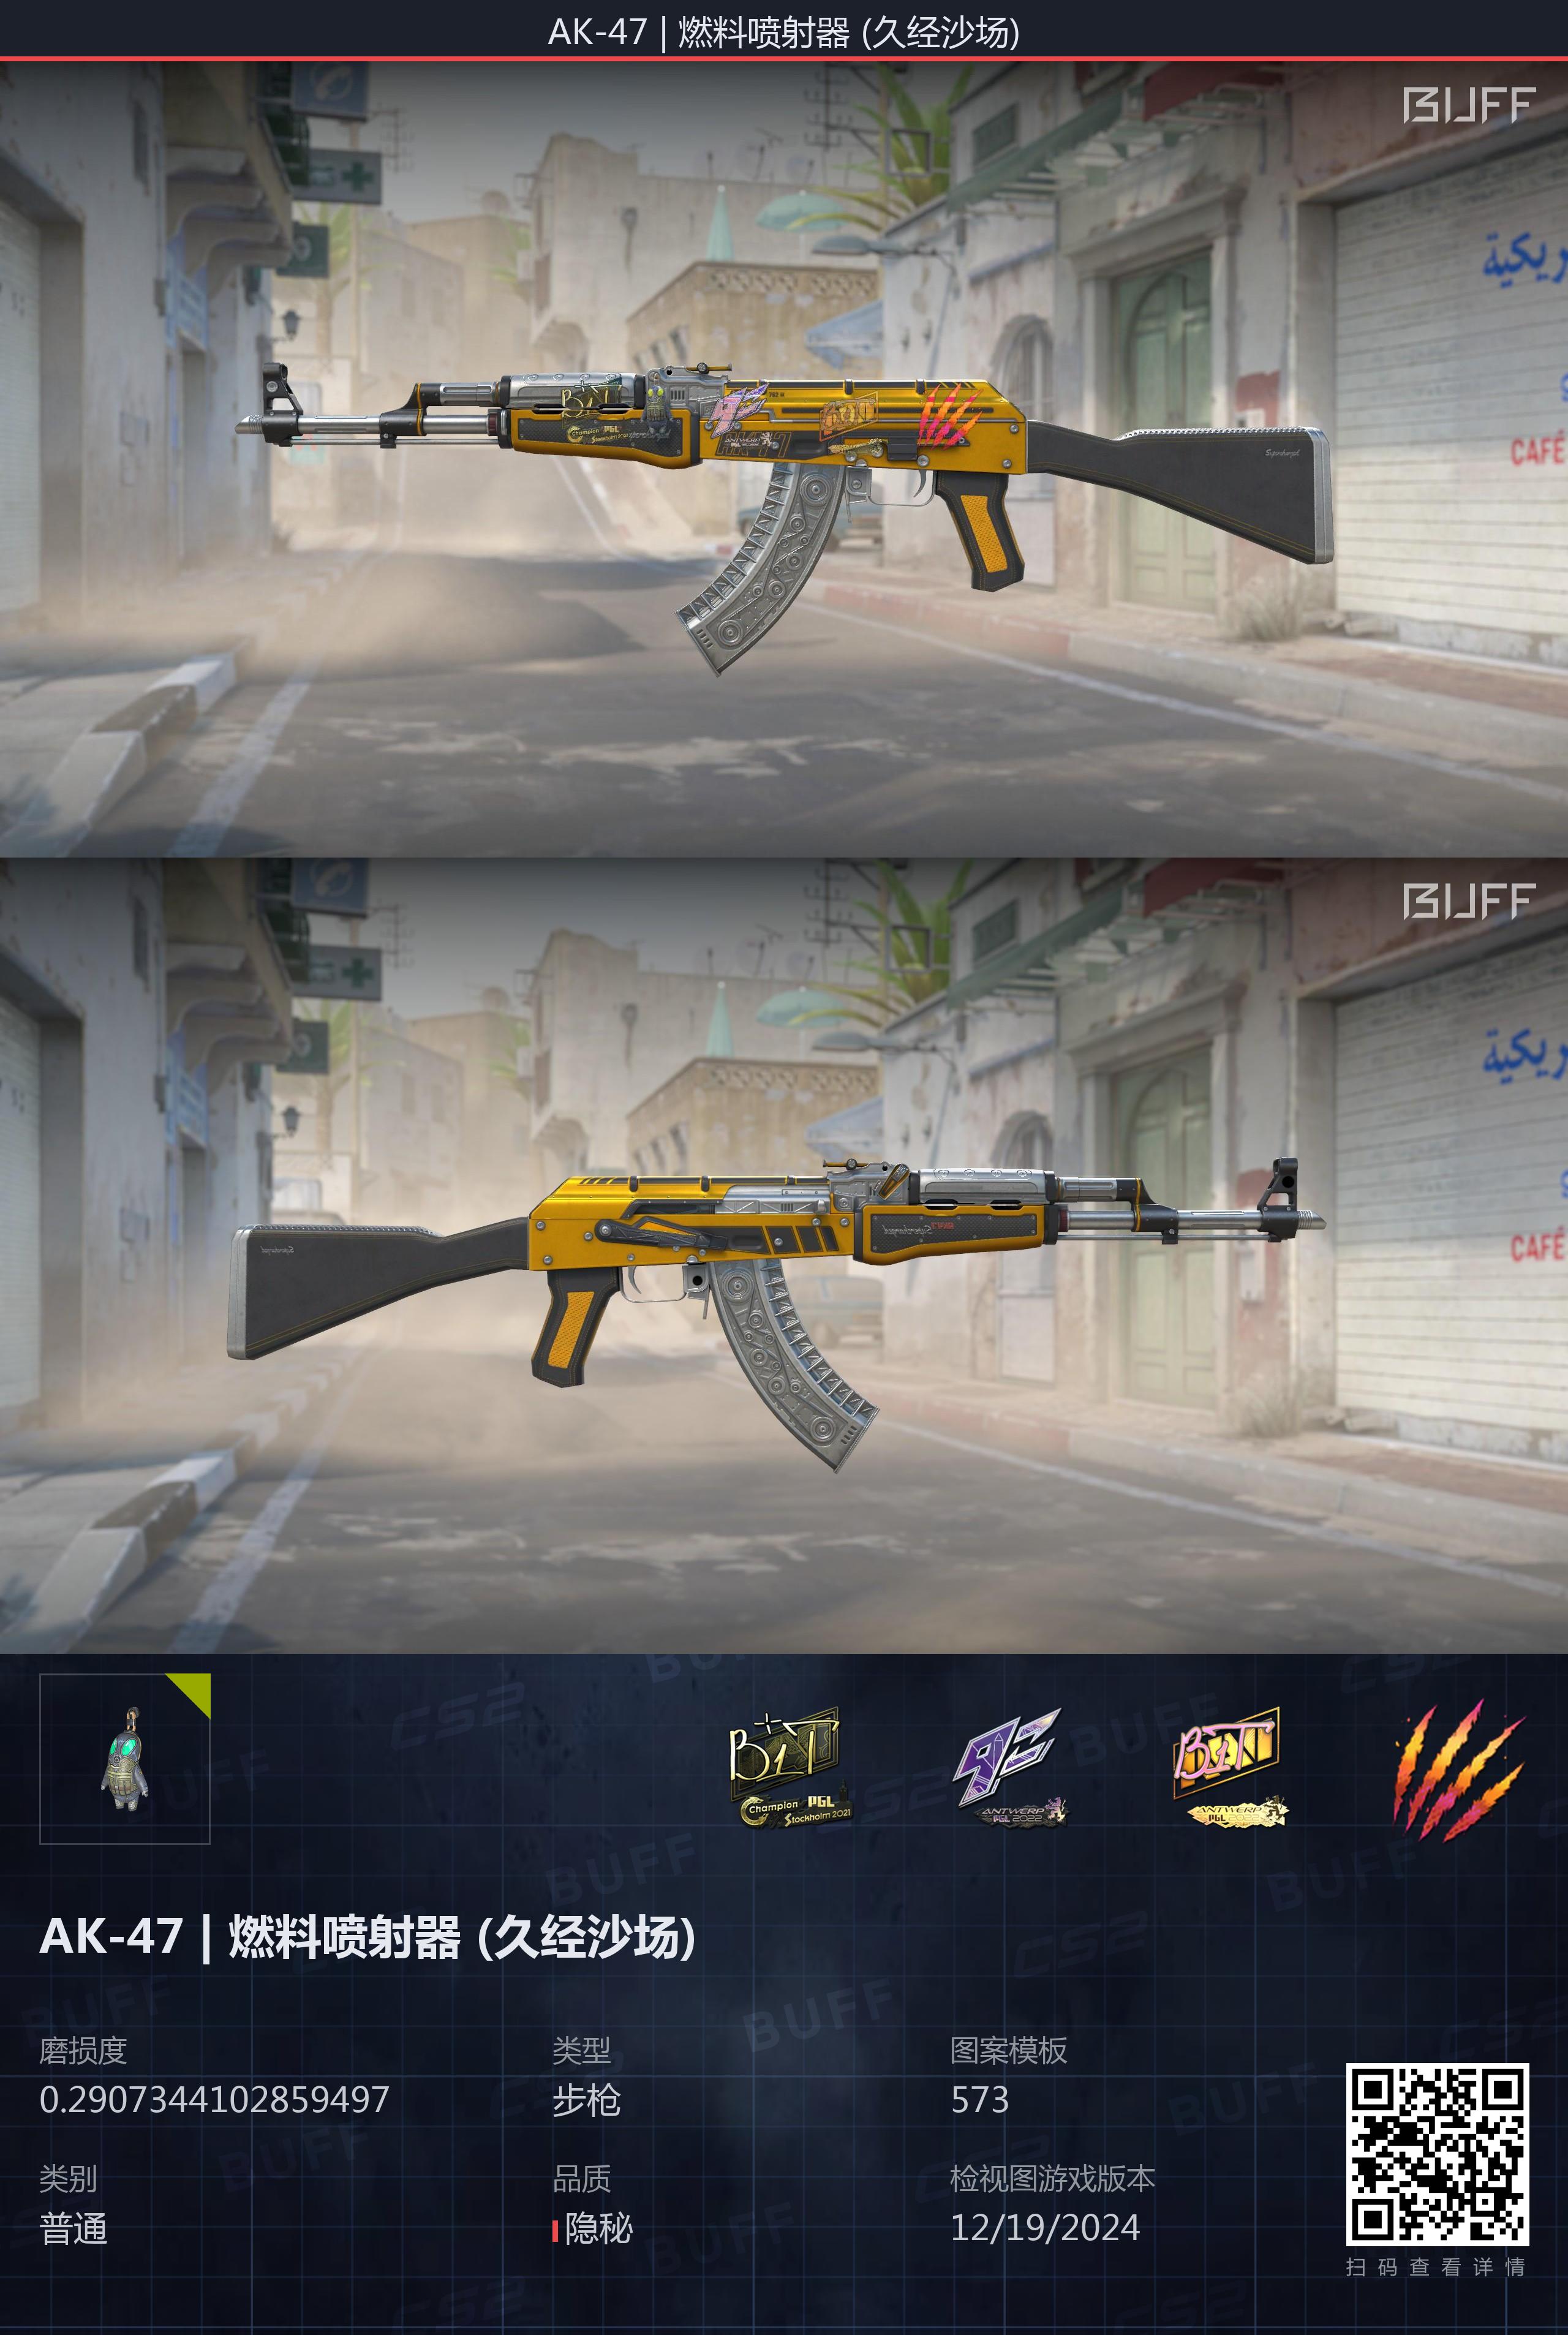 AK-47 | 燃料喷射器 (久经沙场)
BUFF
CAFÉ
BUFF
CAFÉ
B1T
Champion PGL
Stockholm 2021
9Z
ANTWERP
PGL 2022
B1T
ANTWERP
PGL 2022
AK-47 | 燃料喷射器 (久经沙场)
磨损度
类型
图案模板
0.2907344102859497
步枪
573
类别
品质
检视图游戏版本
普通
隐秘
12/19/2024
扫码查看详情